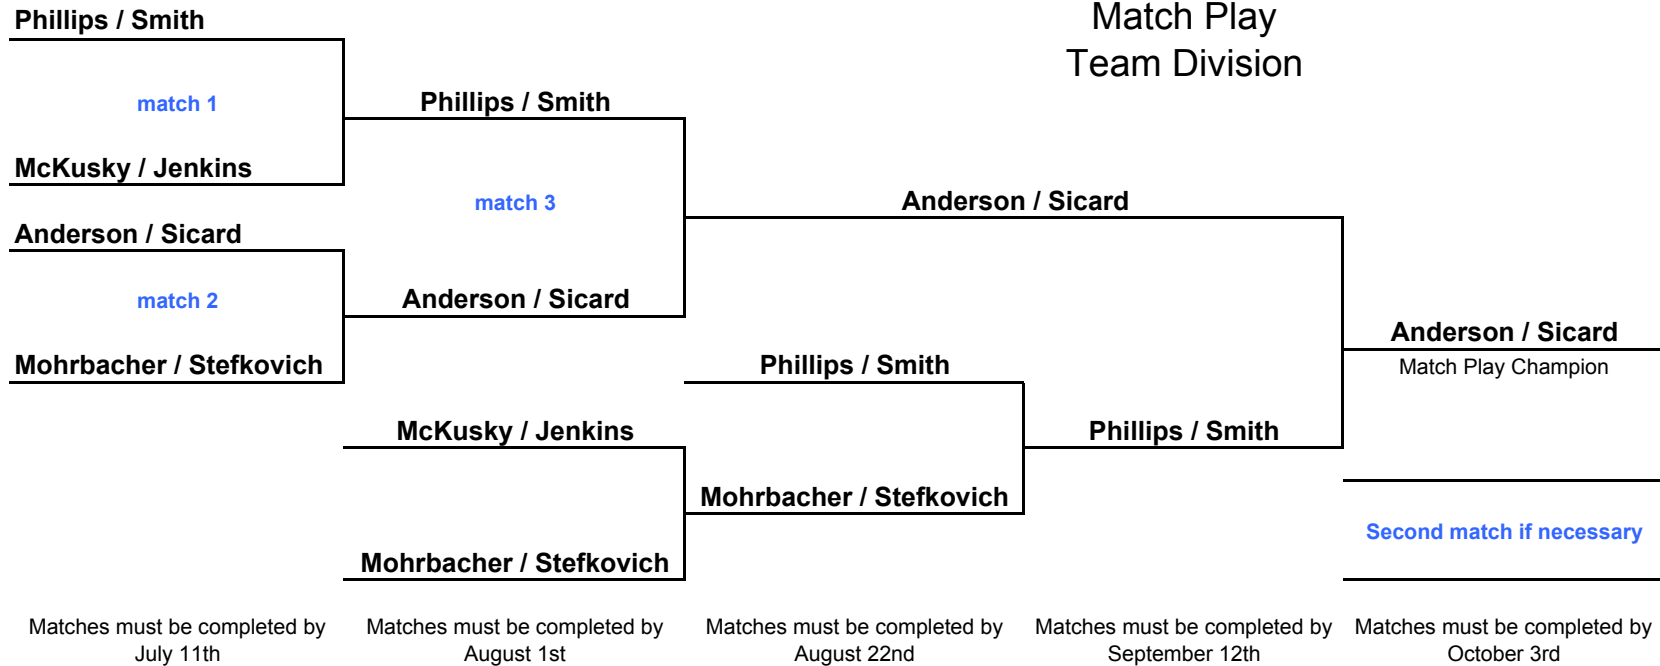 Match Play
Team Division
Phillips / Smith
match 1
McKusky / Jenkins
Anderson / Sicard
match 2
Mohrbacher / Stefkovich
Phillips / Smith
match 3
Anderson / Sicard
McKusky / Jenkins
Mohrbacher / Stefkovich
Anderson / Sicard
Phillips / Smith
Mohrbacher / Stefkovich
Phillips / Smith
Anderson / Sicard
Match Play Champion
Second match if necessary
Matches must be completed by
July 11th
Matches must be completed by
August 1st
Matches must be completed by
August 22nd
Matches must be completed by
September 12th
Matches must be completed by
October 3rd